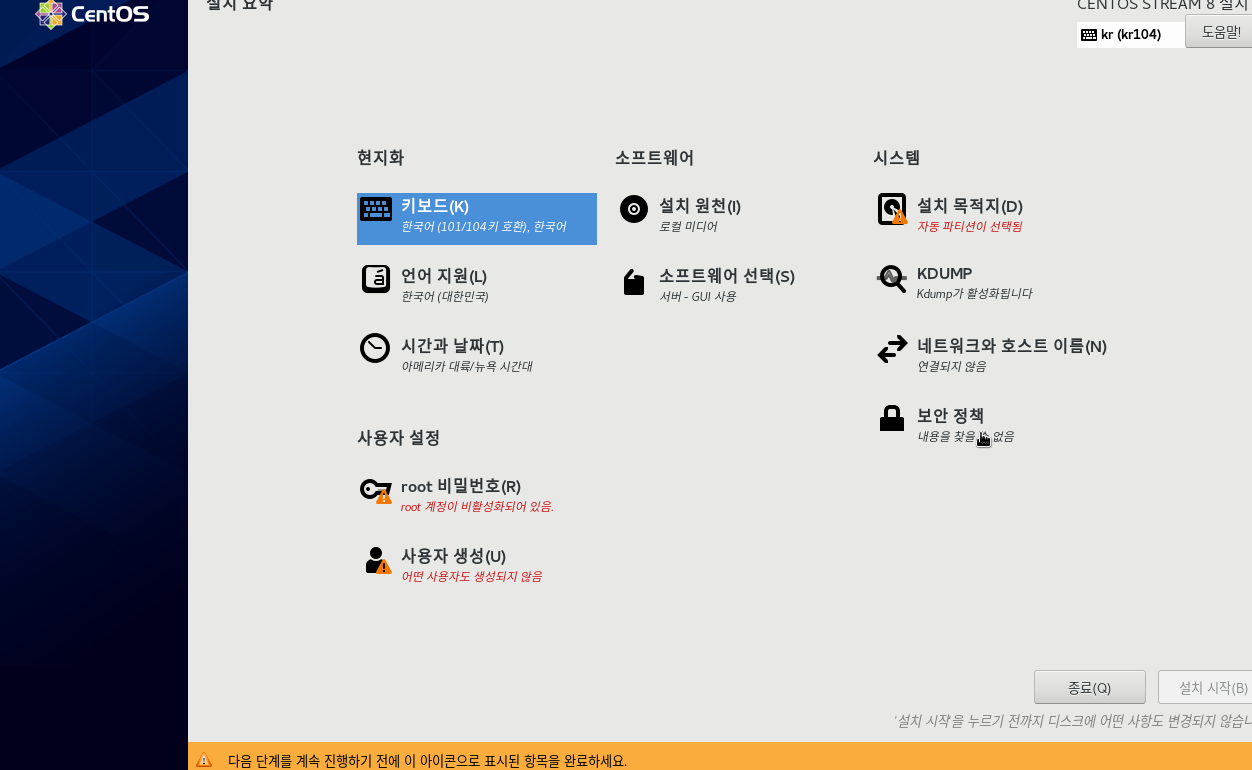 CentOS
설치 요약
CENTOS STREAM 8 설치
kr (kr104)
도움말!
현지화
키보드(K)
한국어 (101/104키 호환), 한국어
언어 지원(L)
한국어 (대한민국)
시간과 날짜(T)
아메리카 대륙/뉴욕 시간대
소프트웨어
설치 원천(I)
로컬 미디어
소프트웨어 선택(S)
서버 - GUI 사용
시스템
설치 목적지(D)
자동 파티션이 선택됨
KDUMP
Kdump가 활성화됩니다
네트워크와 호스트 이름(N)
연결되지 않음
보안 정책
내용을 찾을 없음
사용자 설정
root 비밀번호(R)
root 계정이 비활성화되어 있음.
사용자 생성(U)
어떤 사용자도 생성되지 않음
종료(Q)
설치 시작(B)
'설치 시작'을 누르기 전까지 디스크에 어떤 사항도 변경되지 않습니
다음 단계를 계속 진행하기 전에 이 아이콘으로 표시된 항목을 완료하세요.